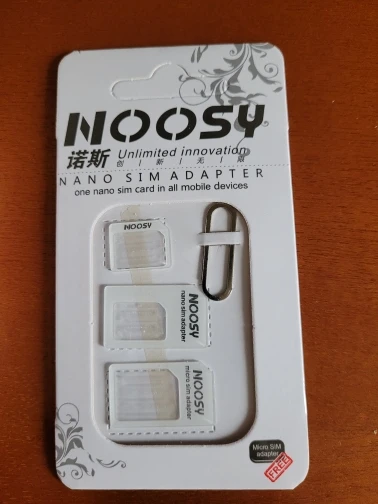 NOOSY
诺斯 Unlimited innovation
创 | 新 | 无 | 限
NANO SIM ADAPTER
one nano sim card in all mobile devices
NOOSY
NOOSY
nano sim adapter
NOOSY
micro sim adapter
Micro SIM
adapter
FREE